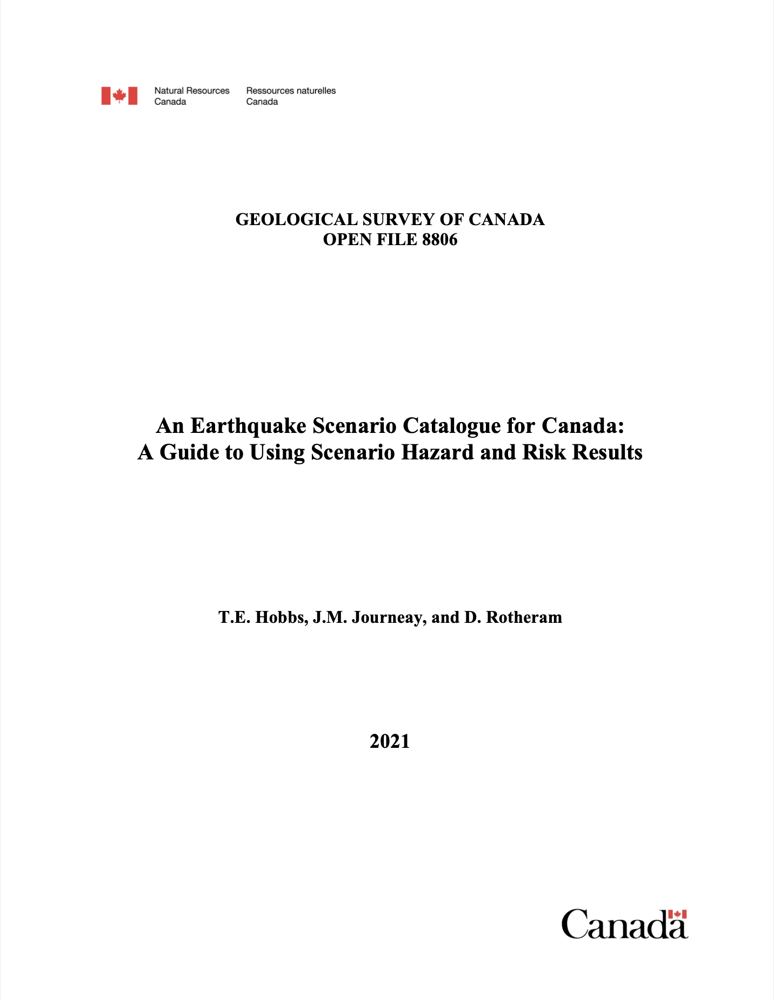 Natural Resources Canada
Ressources naturelles Canada
GEOLOGICAL SURVEY OF CANADA
OPEN FILE 8806
An Earthquake Scenario Catalogue for Canada:
A Guide to Using Scenario Hazard and Risk Results
T.E. Hobbs, J.M. Journeay, and D. Rotheram
2021
Canada